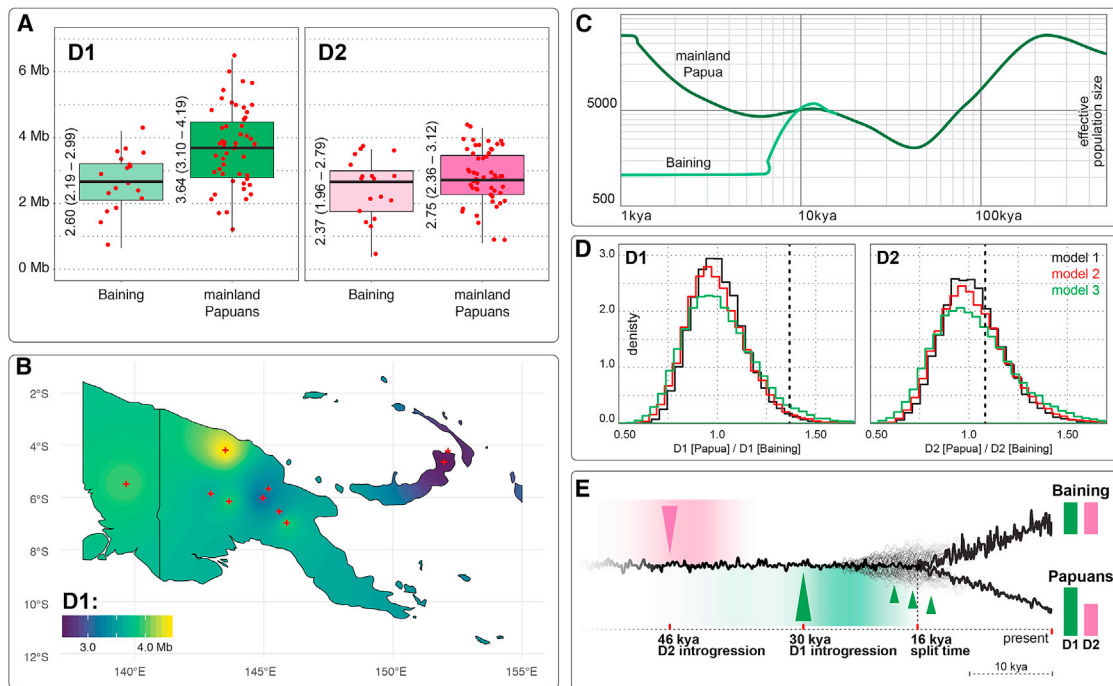 A
D1
D2
6 Mb
4 Mb
2 Mb
0 Mb
2.60 (2.19 – 2.99)
3.64 (3.10 – 4.19)
2.37 (1.96 – 2.79)
2.75 (2.36 – 3.12)
Baining
mainland
Papuans
Baining
mainland
Papuans
B
2°S
4°S
6°S
8°S
10°S
12°S
D1:
3.0
4.0 Mb
140°E
145°E
150°E
155°E
C
mainland
Papua
Baining
5000
500
effective
population size
1kya
10kya
100kya
D
D1
D2
model 1
model 2
model 3
3.0
2.0
1.0
0.0
denisty
0.50
1.0
1.50
0.50
1.0
1.50
D1 [Papua] / D1 [Baining]
D2 [Papua] / D2 [Baining]
E
Baining
Papuans
D1
D2
46 kya
D2 introgression
30 kya
D1 introgression
16 kya
split time
present
10 kya